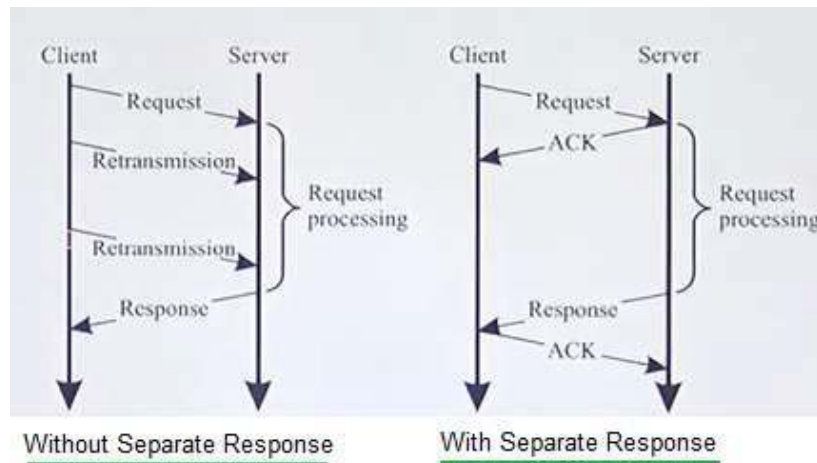 Client
Server
Request
Retransmission
Request
processing
Retransmission
Response
Without Separate Response
Client
Server
Request
ACK
Request
processing
Response
ACK
With Separate Response